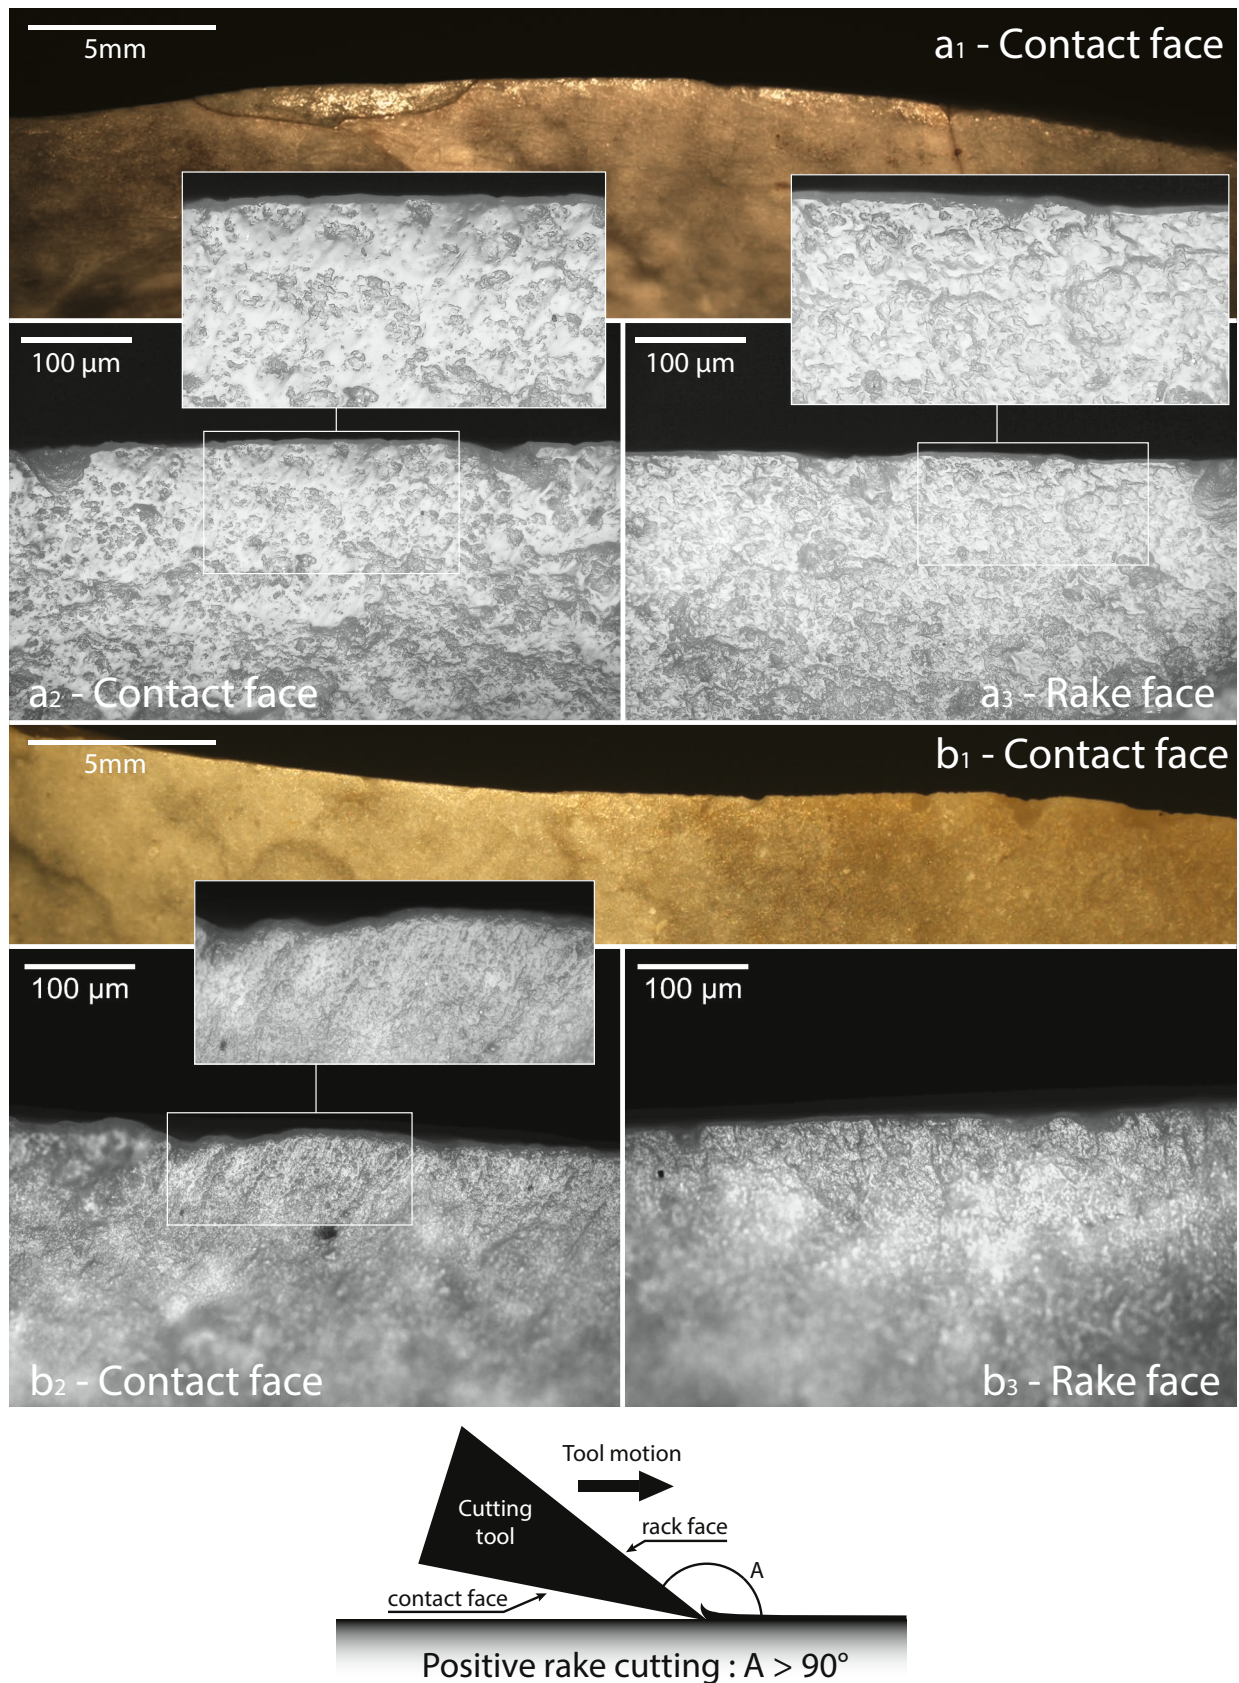 5mm
a1 - Contact face
100 µm
100 µm
a2 - Contact face
a3 - Rake face
5mm
b1 - Contact face
100 µm
100 µm
b2 - Contact face
b3 - Rake face
Tool motion
Cutting
tool
rack face
A
contact face
Positive rake cutting : A > 90°